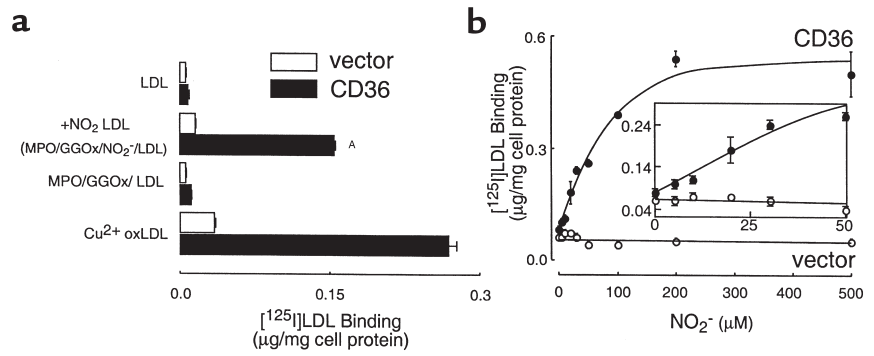 a
vector
CD36
LDL
+NO2 LDL
(MPO/GGOx/NO2-/LDL)
A
MPO/GGOx/ LDL
Cu2+ oxLDL
0.0
0.15
0.3
[125I]LDL Binding
(µg/mg cell protein)
b
CD36
[125I]LDL Binding
(µg/mg cell protein)
0.6
0.3
0.0
0.24
0.14
0.04
0
25
50
vector
0
100
200
300
400
500
NO2- (µM)